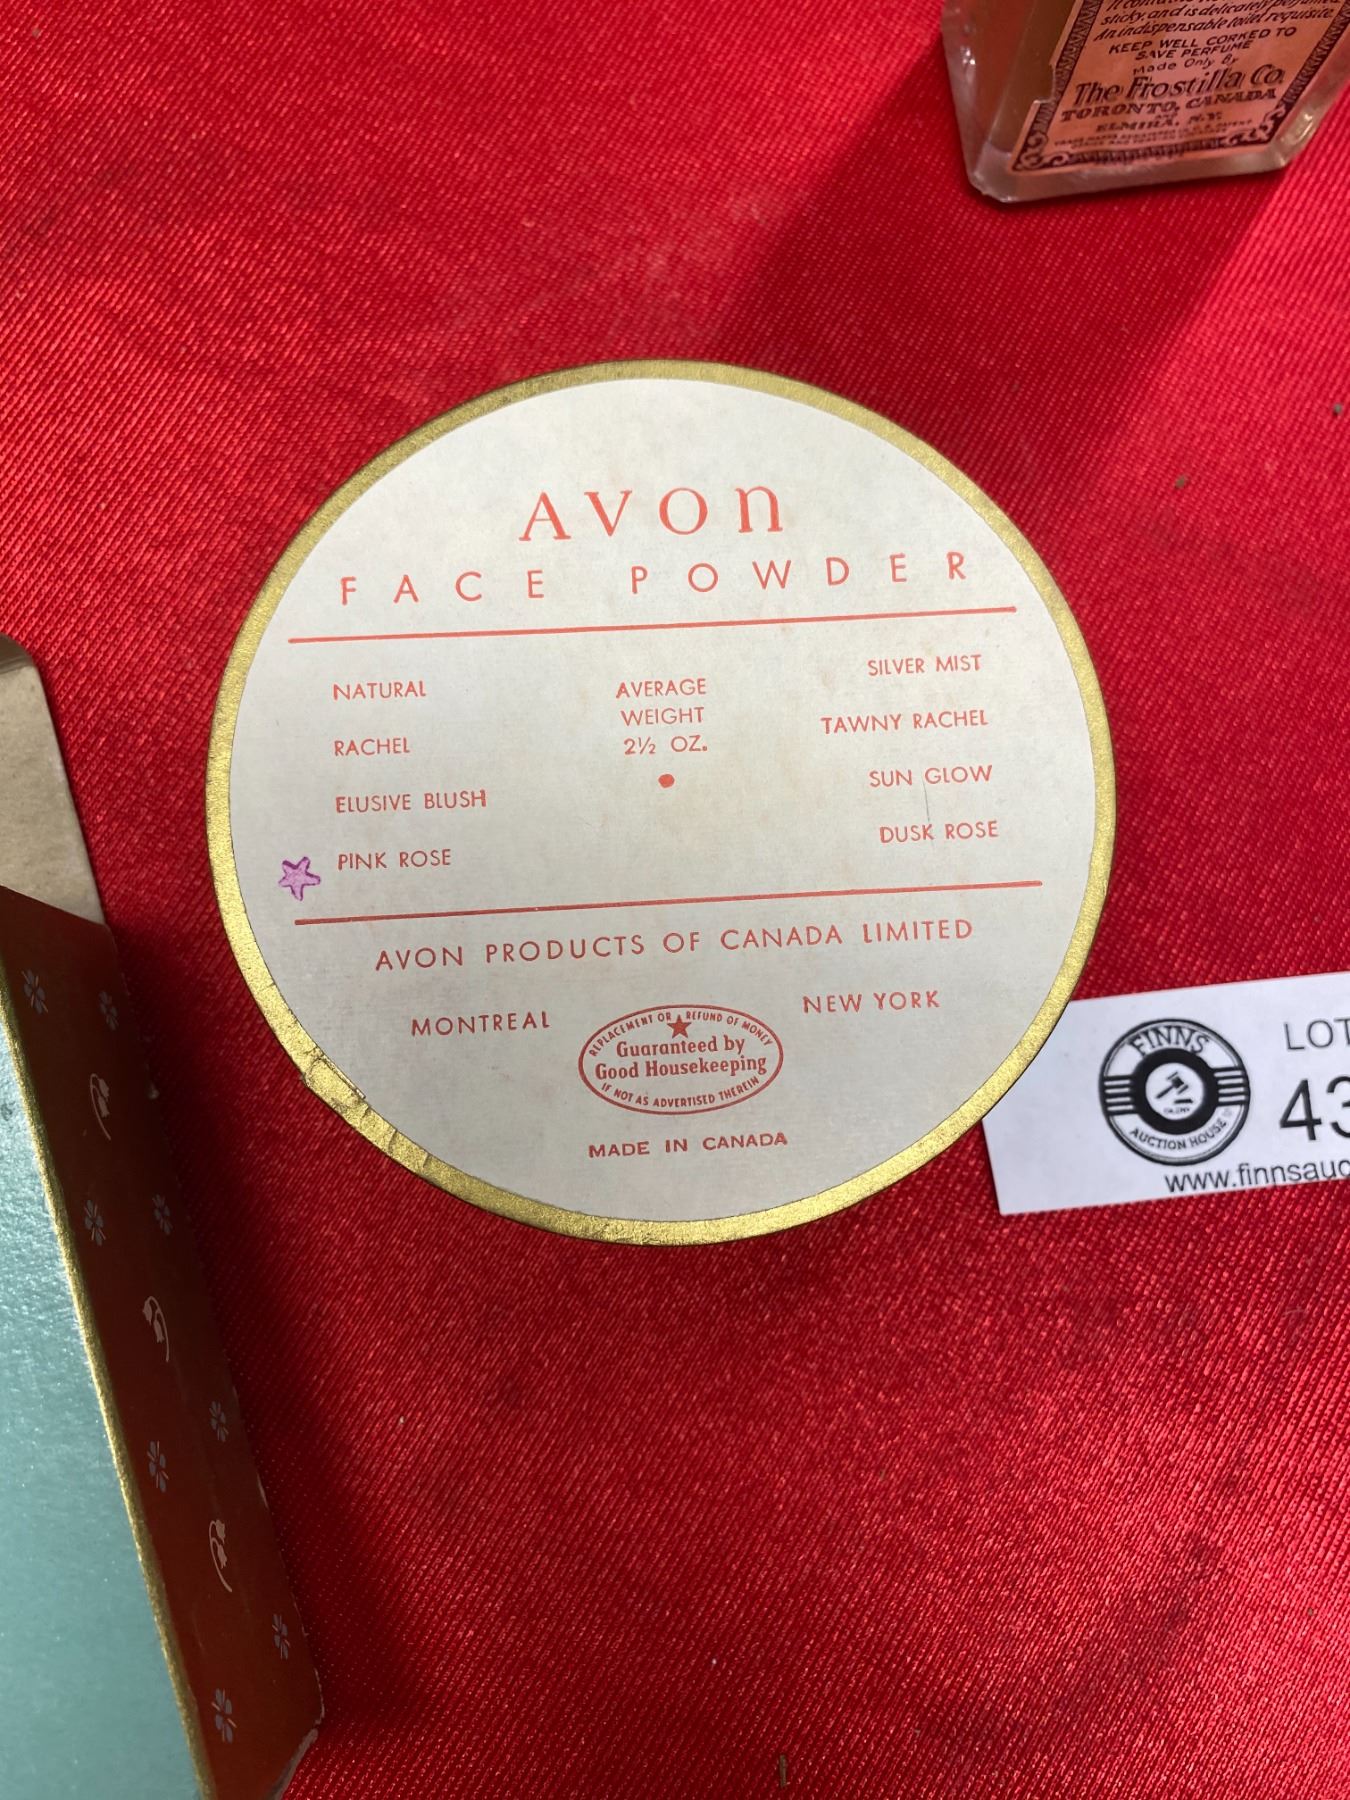 sticky, and is delicately perfumed.
An indispensable toilet requisite.
KEEP WELL CORKED TO
SAVE PERFUME
Made Only By
The Frostilla Co.
TORONTO, CANADA
AND
ELMIRA, N.Y.
AVON
FACE POWDER
NATURAL
RACHEL
ELUSIVE BLUSH
PINK ROSE
AVERAGE
WEIGHT
2½ OZ.
SILVER MIST
TAWNY RACHEL
SUN GLOW
DUSK ROSE
AVON PRODUCTS OF CANADA LIMITED
MONTREAL
NEW YORK
REPLACEMENT OR REFUND OF MONEY
Guaranteed by
Good Housekeeping
IF NOT AS ADVERTISED THEREIN
MADE IN CANADA
FINNS
AUCTION HOUSE
LOT
43
www.finnsauc